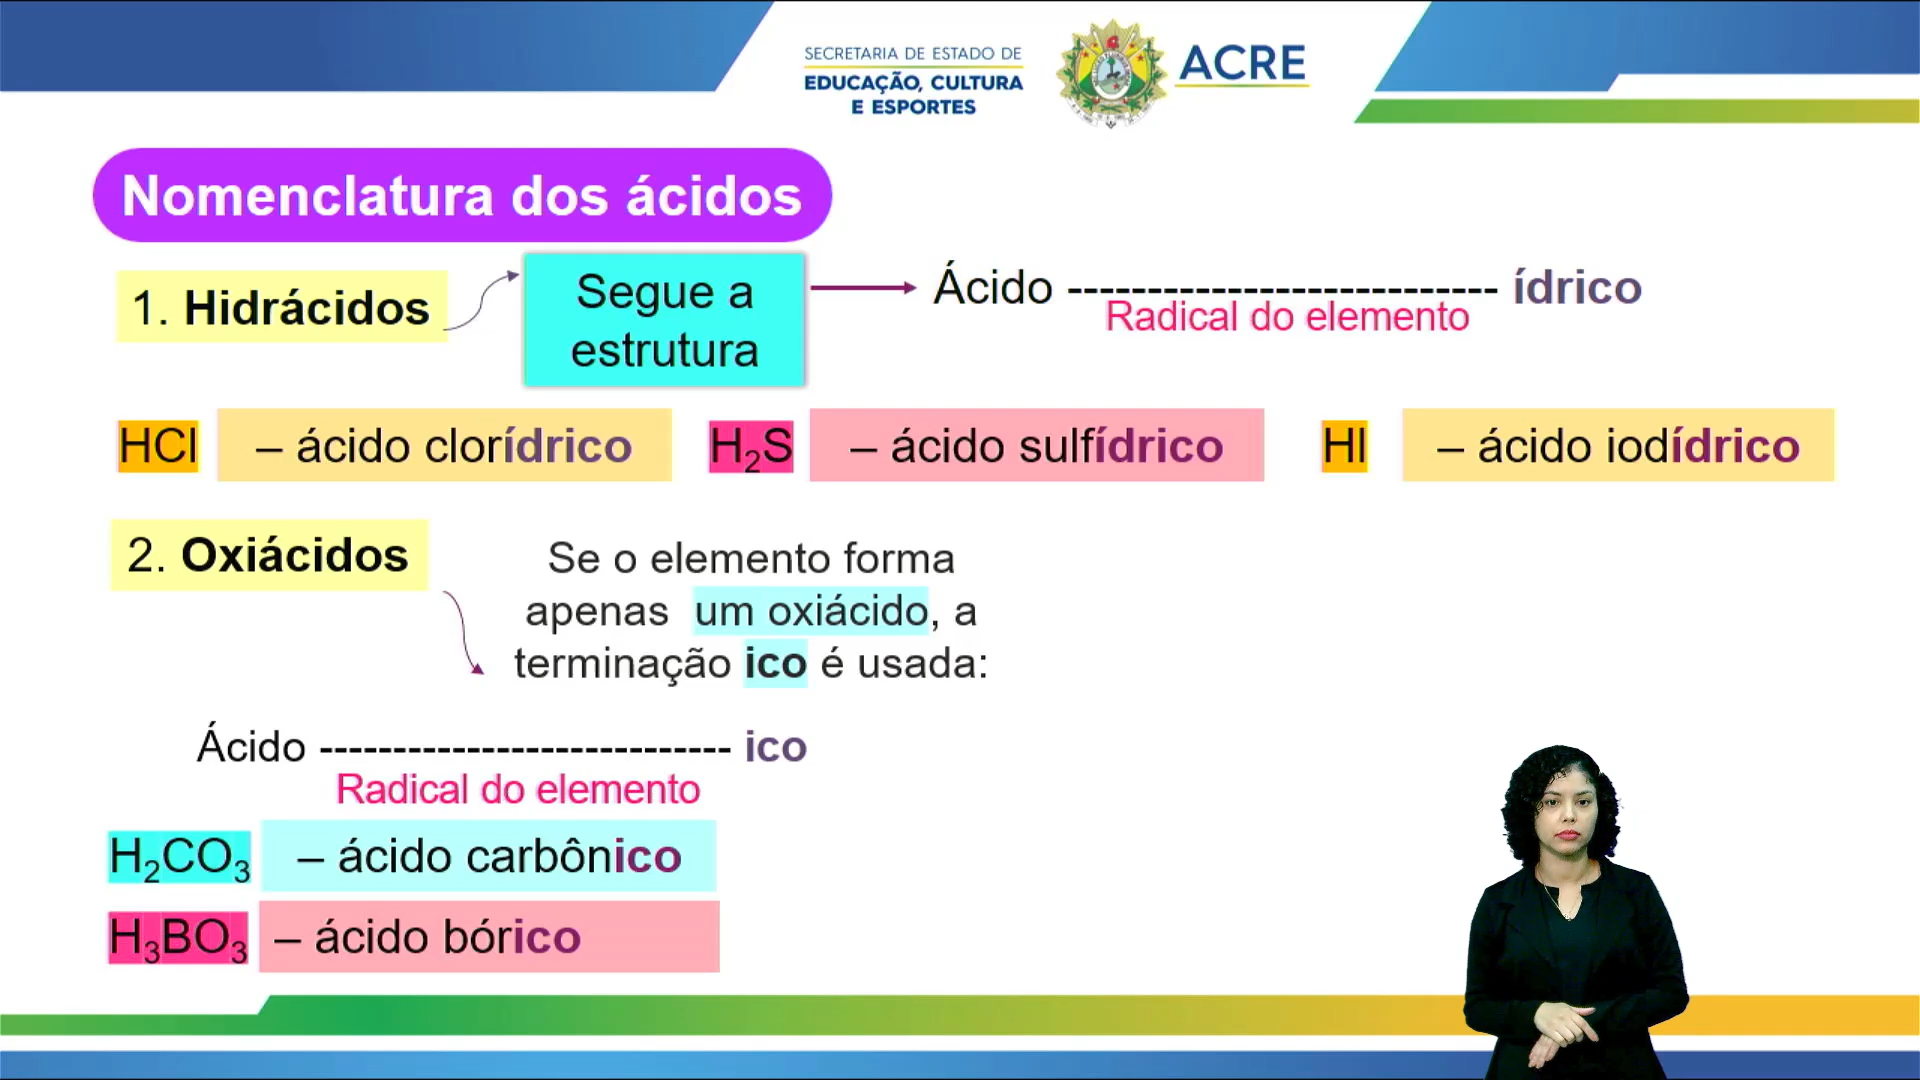 SECRETARIA DE ESTADO DE
EDUCAÇÃO, CULTURA
E ESPORTES
ACRE
Nomenclatura dos ácidos
1. Hidrácidos
Segue a
estrutura
Ácido --------------------------- ídrico
Radical do elemento
HCl – ácido clorídrico
H₂S – ácido sulfídrico
HI – ácido iodídrico
2. Oxiácidos
Se o elemento forma
apenas um oxiácido, a
terminação ico é usada:
Ácido ---------------------------- ico
Radical do elemento
H₂CO₃ – ácido carbônico
H₃BO₃ – ácido bórico